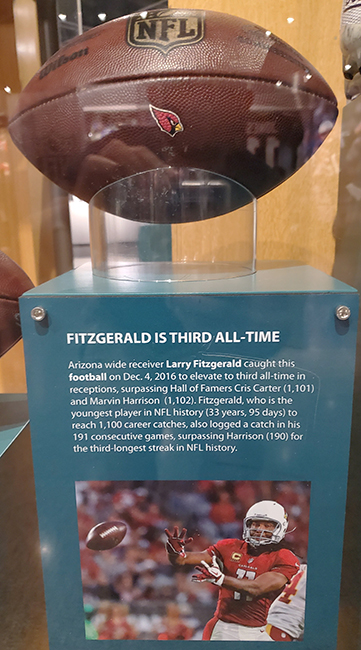 NFL
Wilson
FITZGERALD IS THIRD ALL-TIME
Arizona wide receiver Larry Fitzgerald caught this
football on Dec. 4, 2016 to elevate to third all-time in
receptions, surpassing Hall of Famers Cris Carter (1,101)
and Marvin Harrison (1,102). Fitzgerald, who is the
youngest player in NFL history (33 years, 95 days) to
reach 1,100 career catches, also logged a catch in his
191 consecutive games, surpassing Harrison (190) for
the third-longest streak in NFL history.
11